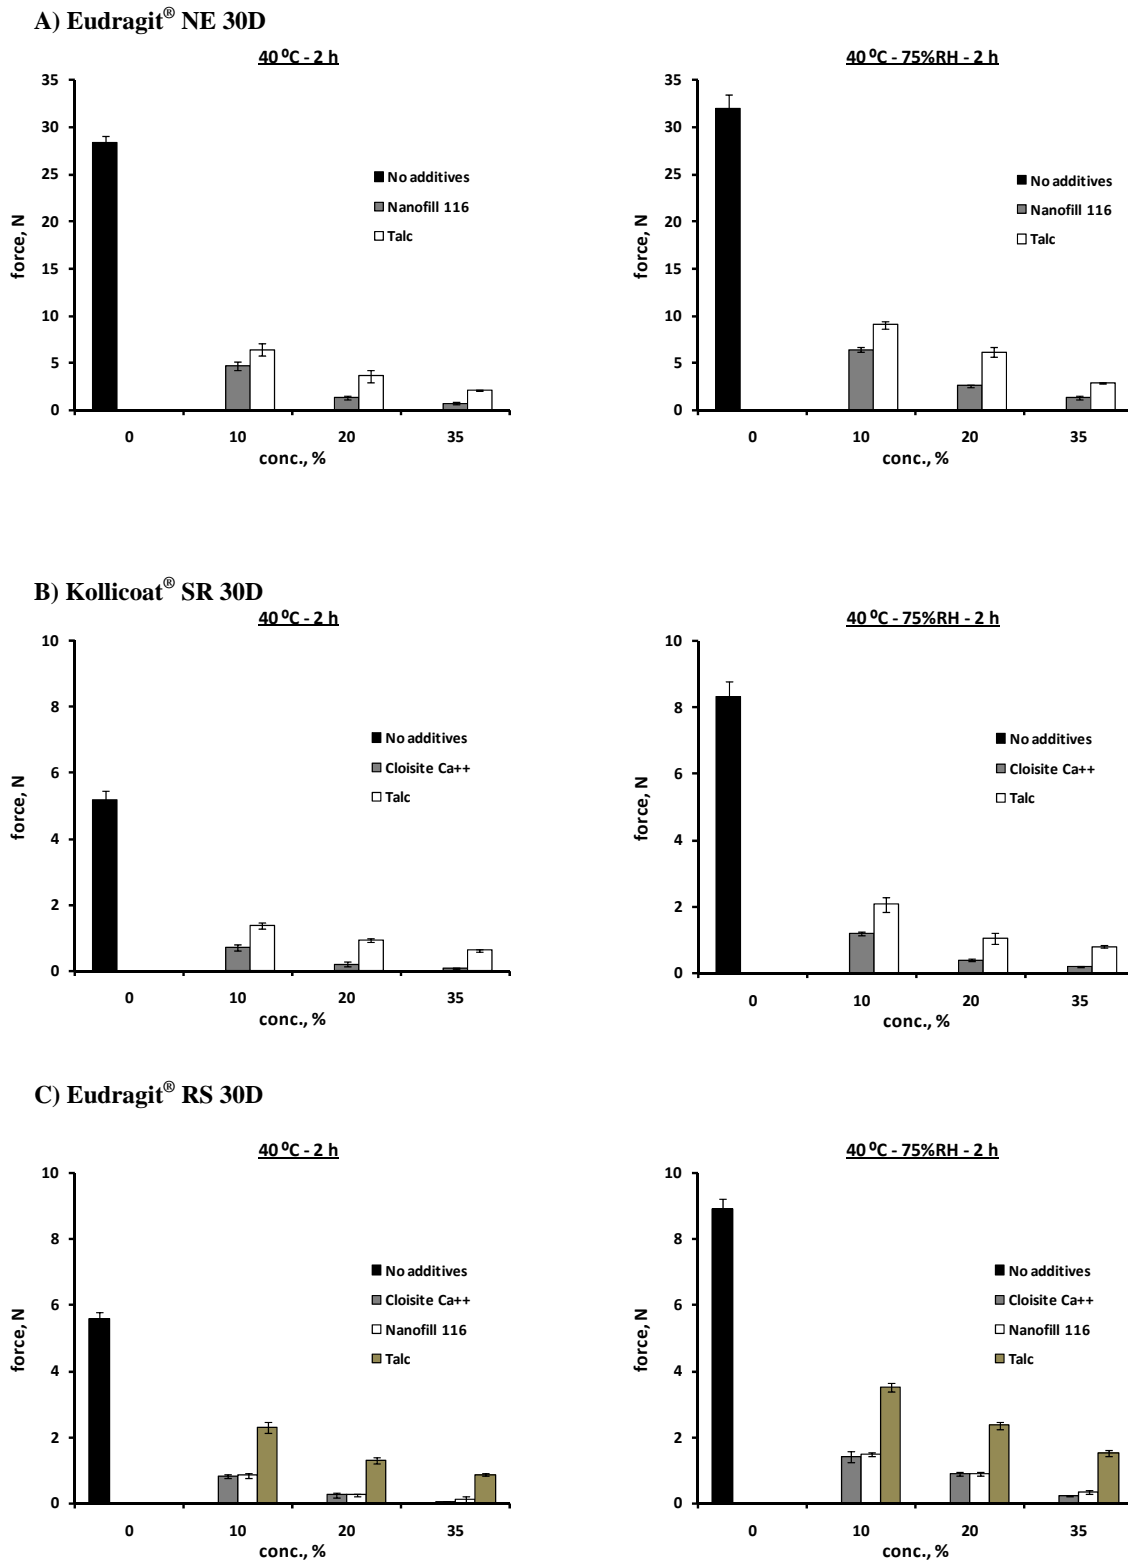 A) Eudragit® NE 30D
40 ⁰C - 2 h
35
30
25
20
15
10
5
0
force, N
No additives
Nanofill 116
Talc
0 10 20 35
conc., %
40 ⁰C - 75%RH - 2 h
35
30
25
20
15
10
5
0
force, N
No additives
Nanofill 116
Talc
0 10 20 35
conc., %
B) Kollicoat® SR 30D
40 ⁰C - 2 h
10
8
6
4
2
0
force, N
No additives
Cloisite Ca++
Talc
0 10 20 35
conc., %
40 ⁰C - 75%RH - 2 h
10
8
6
4
2
0
force, N
No additives
Cloisite Ca++
Talc
0 10 20 35
conc., %
C) Eudragit® RS 30D
40 ⁰C - 2 h
10
8
6
4
2
0
force, N
No additives
Cloisite Ca++
Nanofill 116
Talc
0 10 20 35
conc., %
40 ⁰C - 75%RH - 2 h
10
8
6
4
2
0
force, N
No additives
Cloisite Ca++
Nanofill 116
Talc
0 10 20 35
conc., %